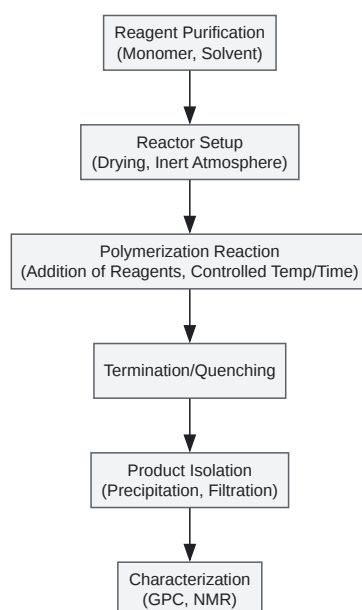 Reagent Purification
(Monomer, Solvent)
Reactor Setup
(Drying, Inert Atmosphere)
Polymerization Reaction
(Addition of Reagents, Controlled Temp/Time)
Termination/Quenching
Product Isolation
(Precipitation, Filtration)
Characterization
(GPC, NMR)